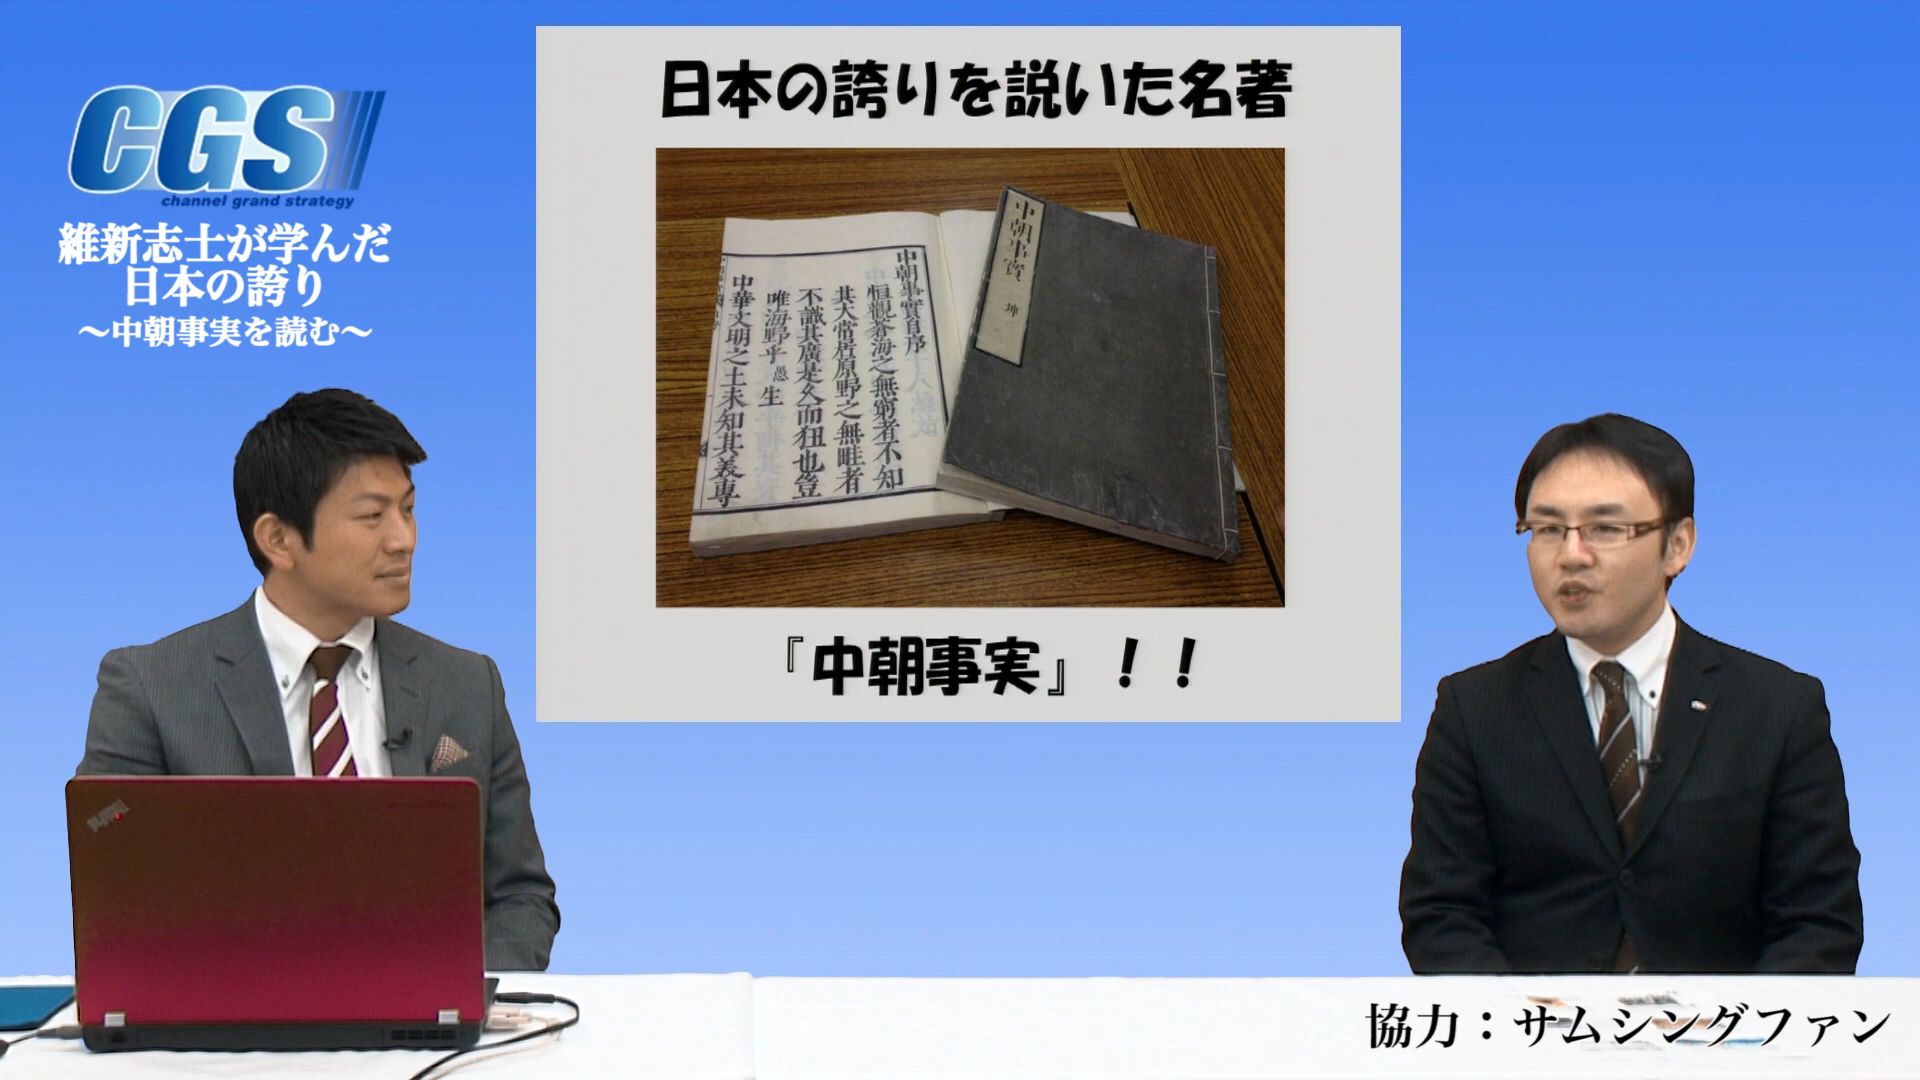 CGS
channel grand strategy
維新志士が学んだ
日本の誇り
～中朝事実を読む～
日本の誇りを説いた名著
中朝事實自序
恒觀蒼海之無窮者不知
其大常居原野之無畦者
不識其廣是久而狃也豈
唯海野乎愚生
中華文明之土未知其美專
中朝事實 坤
『中朝事実』！！
ThinkPad
協力：サムシングファン